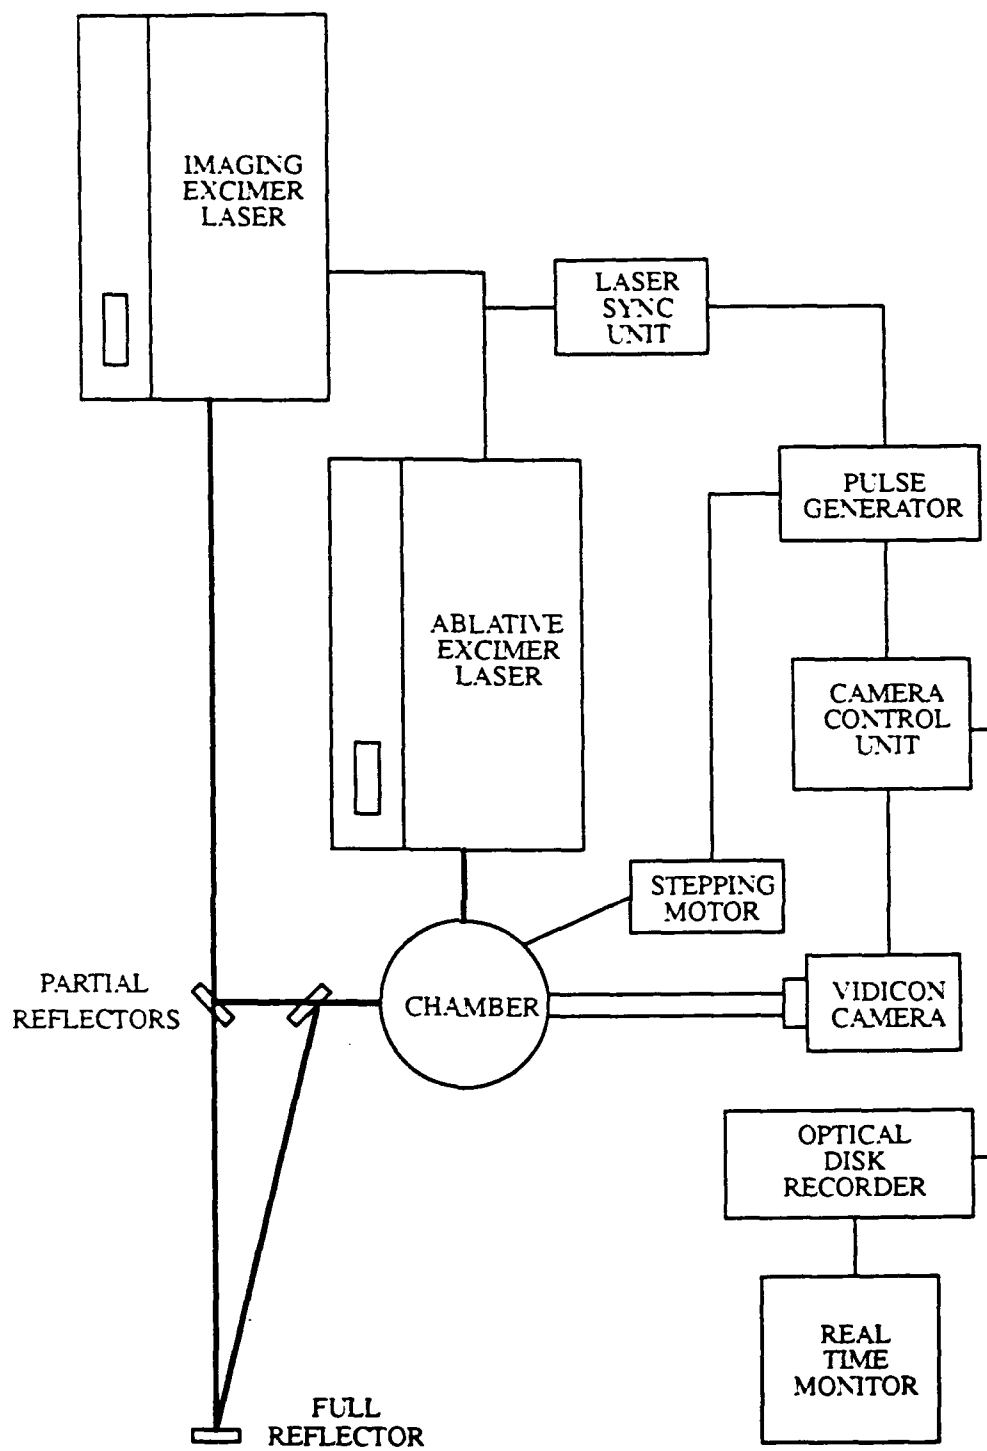 IMAGING
EXCIMER
LASER
LASER
SYNC
UNIT
PULSE
GENERATOR
ABLATIVE
EXCIMER
LASER
CAMERA
CONTROL
UNIT
STEPPING
MOTOR
PARTIAL
REFLECTORS
CHAMBER
VIDICON
CAMERA
OPTICAL
DISK
RECORDER
REAL
TIME
MONITOR
FULL
REFLECTOR